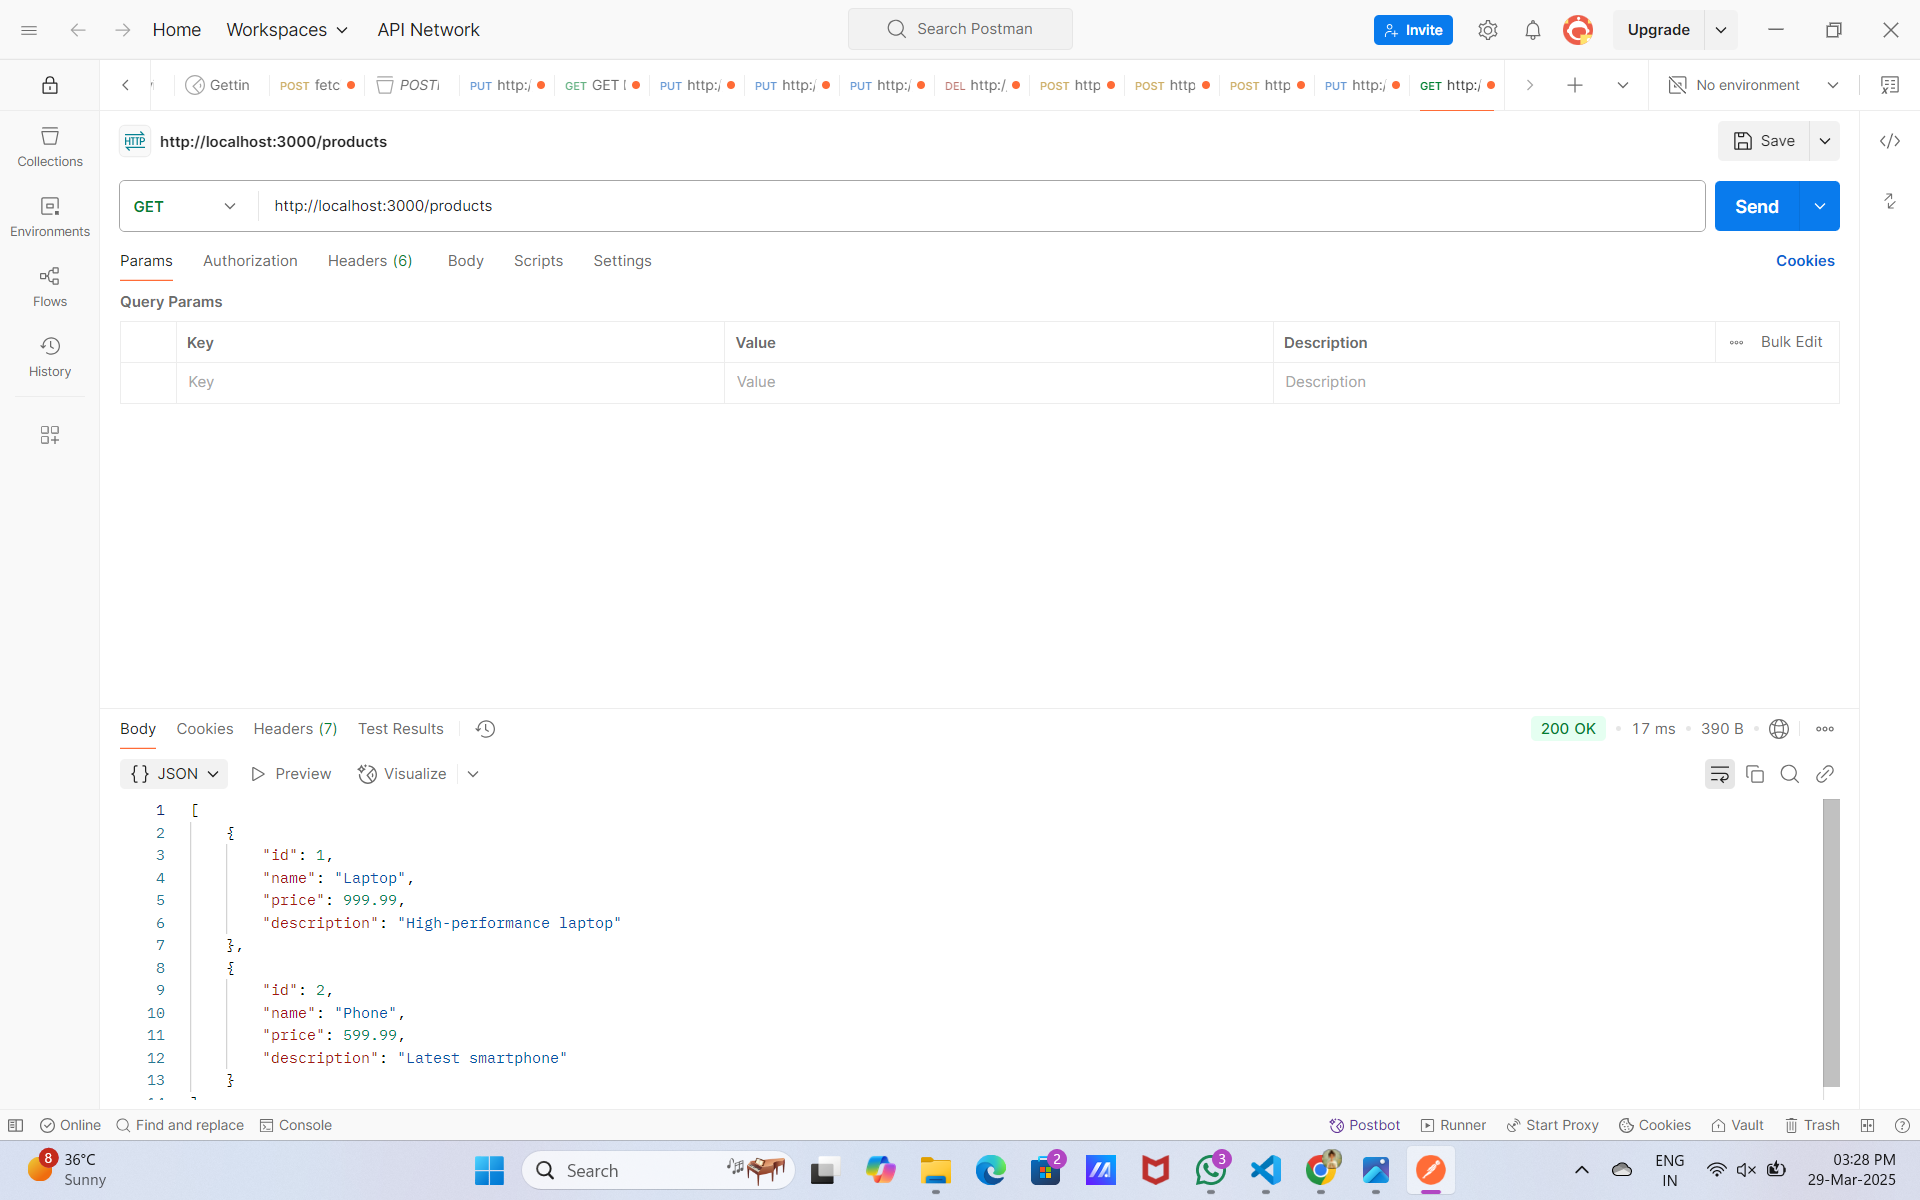 Home Workspaces API Network Search Postman Invite Upgrade
Gettin POST fetc POSTI PUT http:/ GET GET PUT http:/ PUT http:/ PUT http:/ DEL http:/ POST http POST http POST http PUT http:/ GET http:/ No environment
HTTP http://localhost:3000/products Save
Collections
Environments
Flows
History
GET http://localhost:3000/products Send
Params Authorization Headers (6) Body Scripts Settings Cookies
Query Params
Key Value Description Bulk Edit
Key Value Description
Body Cookies Headers (7) Test Results 200 OK 17 ms 390 B
{} JSON Preview Visualize
1 [
2 {
3 "id": 1,
4 "name": "Laptop",
5 "price": 999.99,
6 "description": "High-performance laptop"
7 },
8 {
9 "id": 2,
10 "name": "Phone",
11 "price": 599.99,
12 "description": "Latest smartphone"
13 }
Online Find and replace Console Postbot Runner Start Proxy Cookies Vault Trash
8 36°C
Sunny
Search
2
3
ENG
IN
03:28 PM
29-Mar-2025